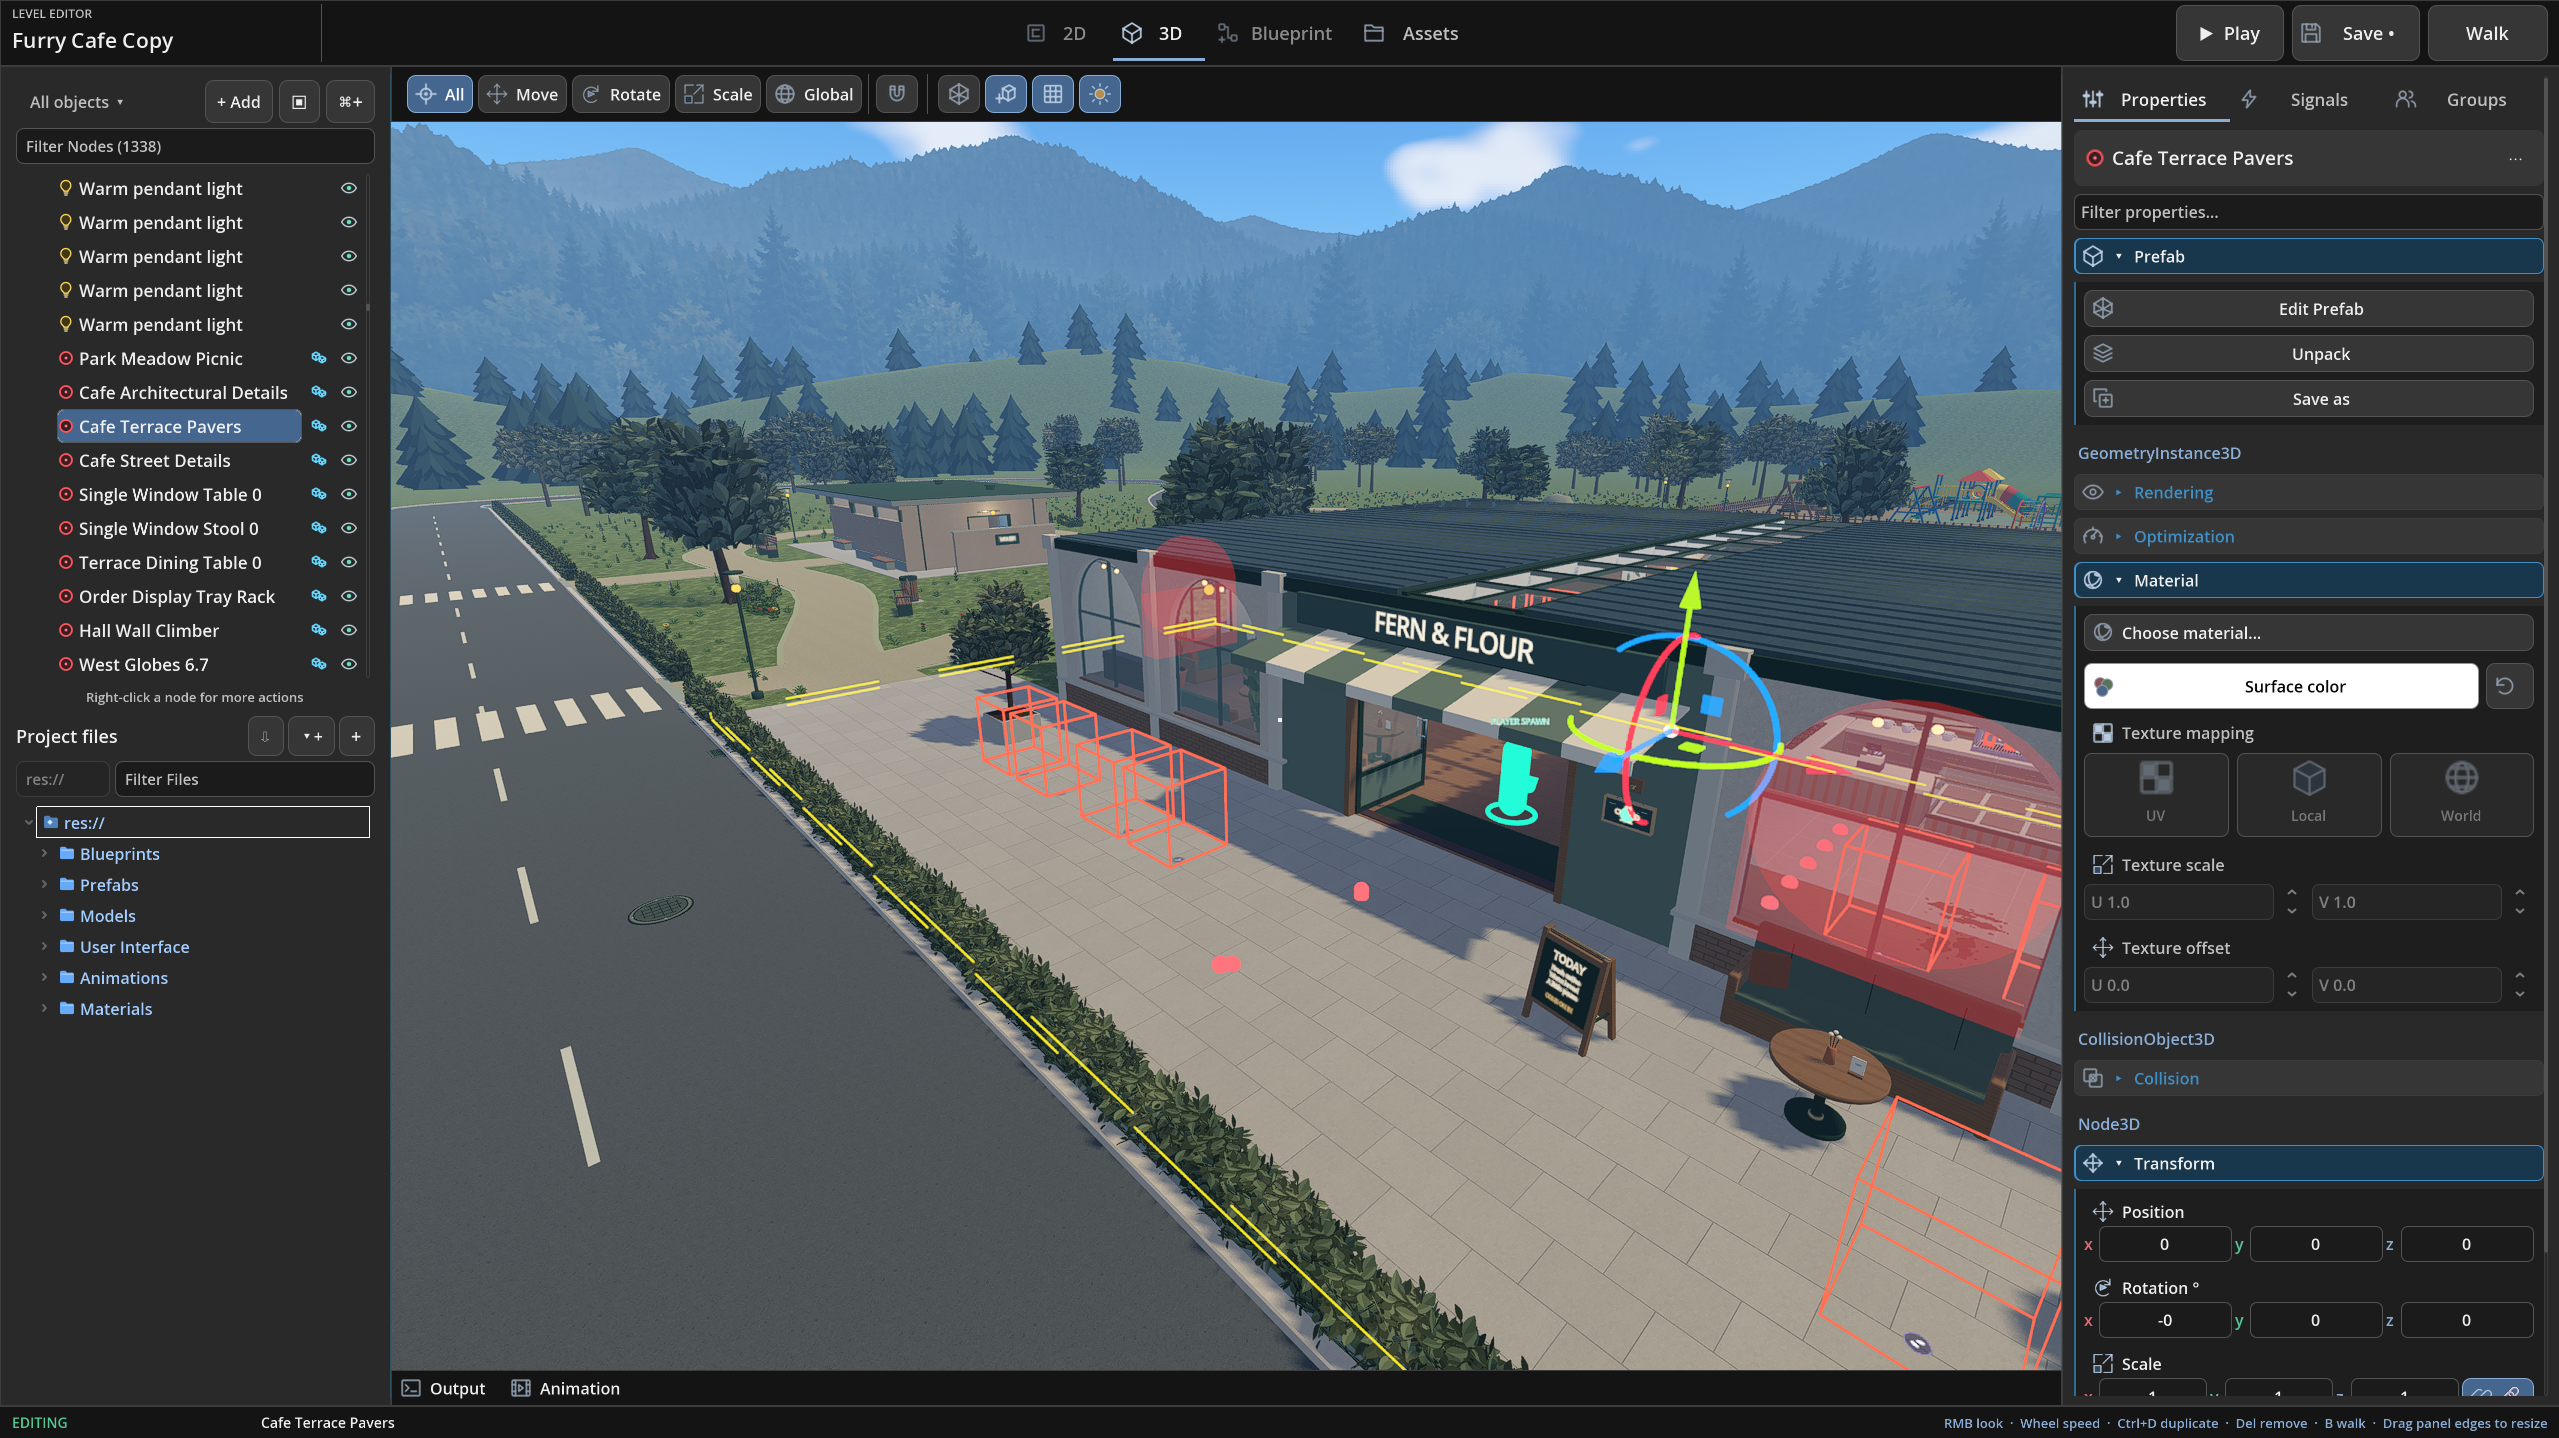 LEVEL EDITOR
Furry Cafe Copy
2D
3D
Blueprint
Assets
Play
Save •
Walk
All objects
+ Add
⌘+
Filter Nodes (1338)
Warm pendant light
Warm pendant light
Warm pendant light
Warm pendant light
Warm pendant light
Park Meadow Picnic
Cafe Architectural Details
Cafe Terrace Pavers
Cafe Street Details
Single Window Table 0
Single Window Stool 0
Terrace Dining Table 0
Order Display Tray Rack
Hall Wall Climber
West Globes 6.7
Right-click a node for more actions
Project files
res://
Filter Files
res://
Blueprints
Prefabs
Models
User Interface
Animations
Materials
All
Move
Rotate
Scale
Global
FERN & FLOUR
PLAYER SPAWN
TODAY
Output
Animation
Properties
Signals
Groups
Cafe Terrace Pavers
...
Filter properties...
Prefab
Edit Prefab
Unpack
Save as
GeometryInstance3D
Rendering
Optimization
Material
Choose material...
Surface color
Texture mapping
UV
Local
World
Texture scale
U 1.0
V 1.0
Texture offset
U 0.0
V 0.0
CollisionObject3D
Collision
Node3D
Transform
Position
x 0 y 0 z 0
Rotation °
x -0 y 0 z 0
Scale
EDITING
Cafe Terrace Pavers
RMB look · Wheel speed · Ctrl+D duplicate · Del remove · B walk · Drag panel edges to resize